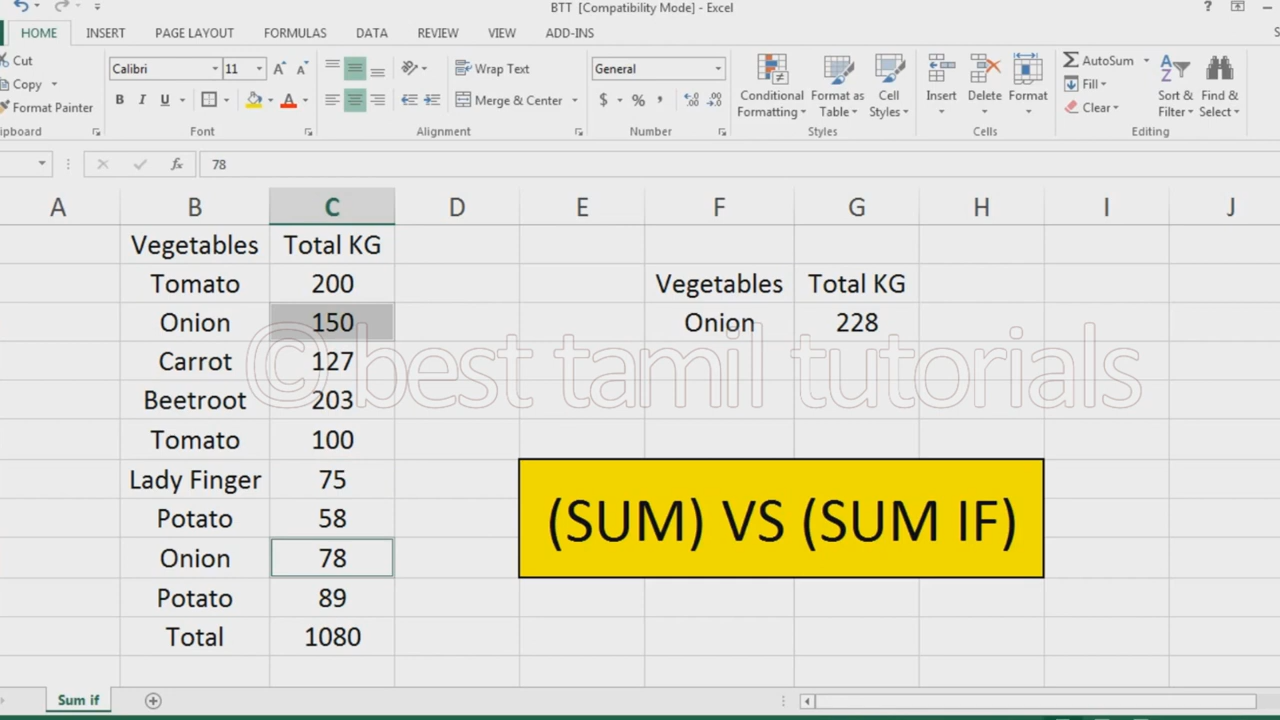 BTT [Compatibility Mode] - Excel
?
HOME INSERT PAGE LAYOUT FORMULAS DATA REVIEW VIEW ADD-INS
Cut
Copy
Format Painter
Calibri 11
B I U
Wrap Text
Merge & Center
General
$ % ,
Conditional Formatting
Format as Table
Cell Styles
Insert
Delete
Format
AutoSum
Fill
Clear
Sort & Filter
Find & Select
lipboard Font Alignment Number Styles Cells Editing
fx 78
A B C D E F G H I J
Vegetables Total KG
Tomato 200 Vegetables Total KG
Onion 150 Onion 228
Carrot 127
© best tamil tutorials
Beetroot 203
Tomato 100
Lady Finger 75
Potato 58
(SUM) VS (SUM IF)
Onion 78
Potato 89
Total 1080
Sum if